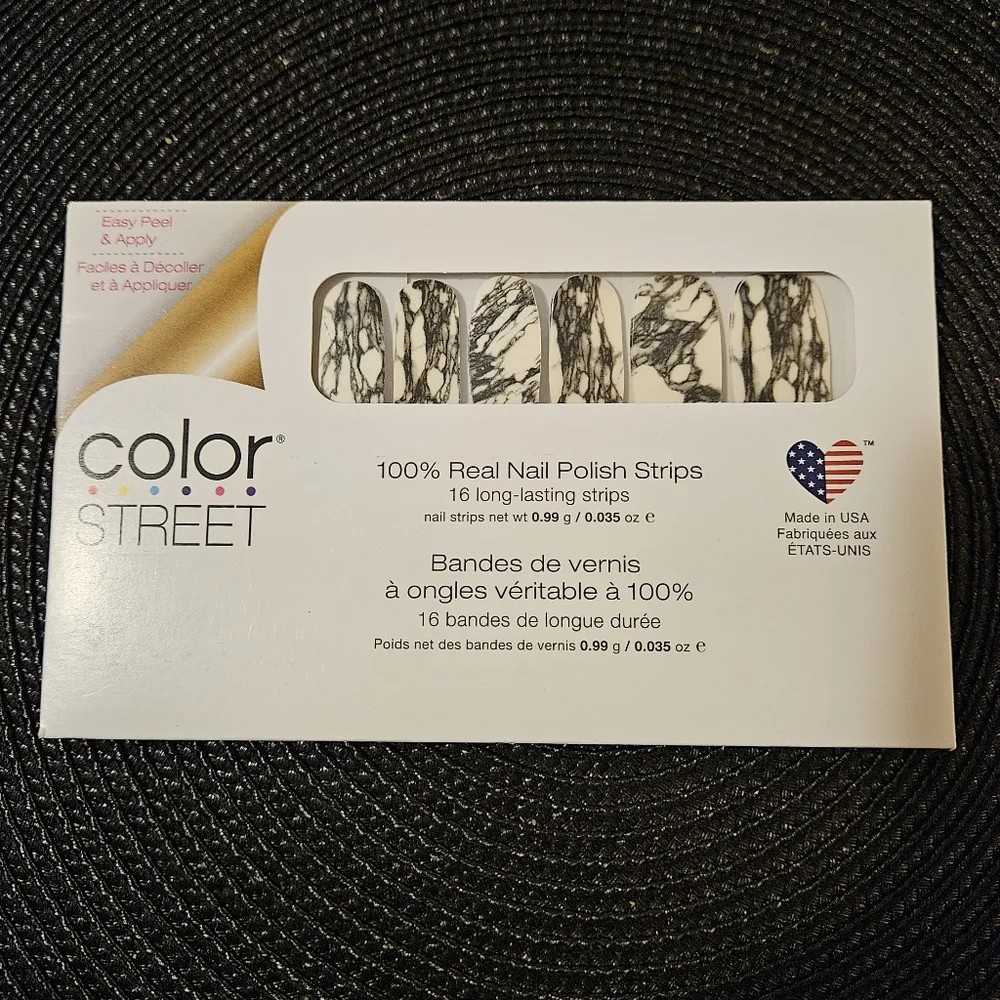 Easy Peel
& Apply
Faciles à Décoller
et à Appliquer
color®
STREET
100% Real Nail Polish Strips
16 long-lasting strips
nail strips net wt 0.99 g / 0.035 oz ℮
Bandes de vernis
à ongles véritable à 100%
16 bandes de longue durée
Poids net des bandes de vernis 0.99 g / 0.035 oz ℮
™
Made in USA
Fabriquées aux
ÉTATS-UNIS